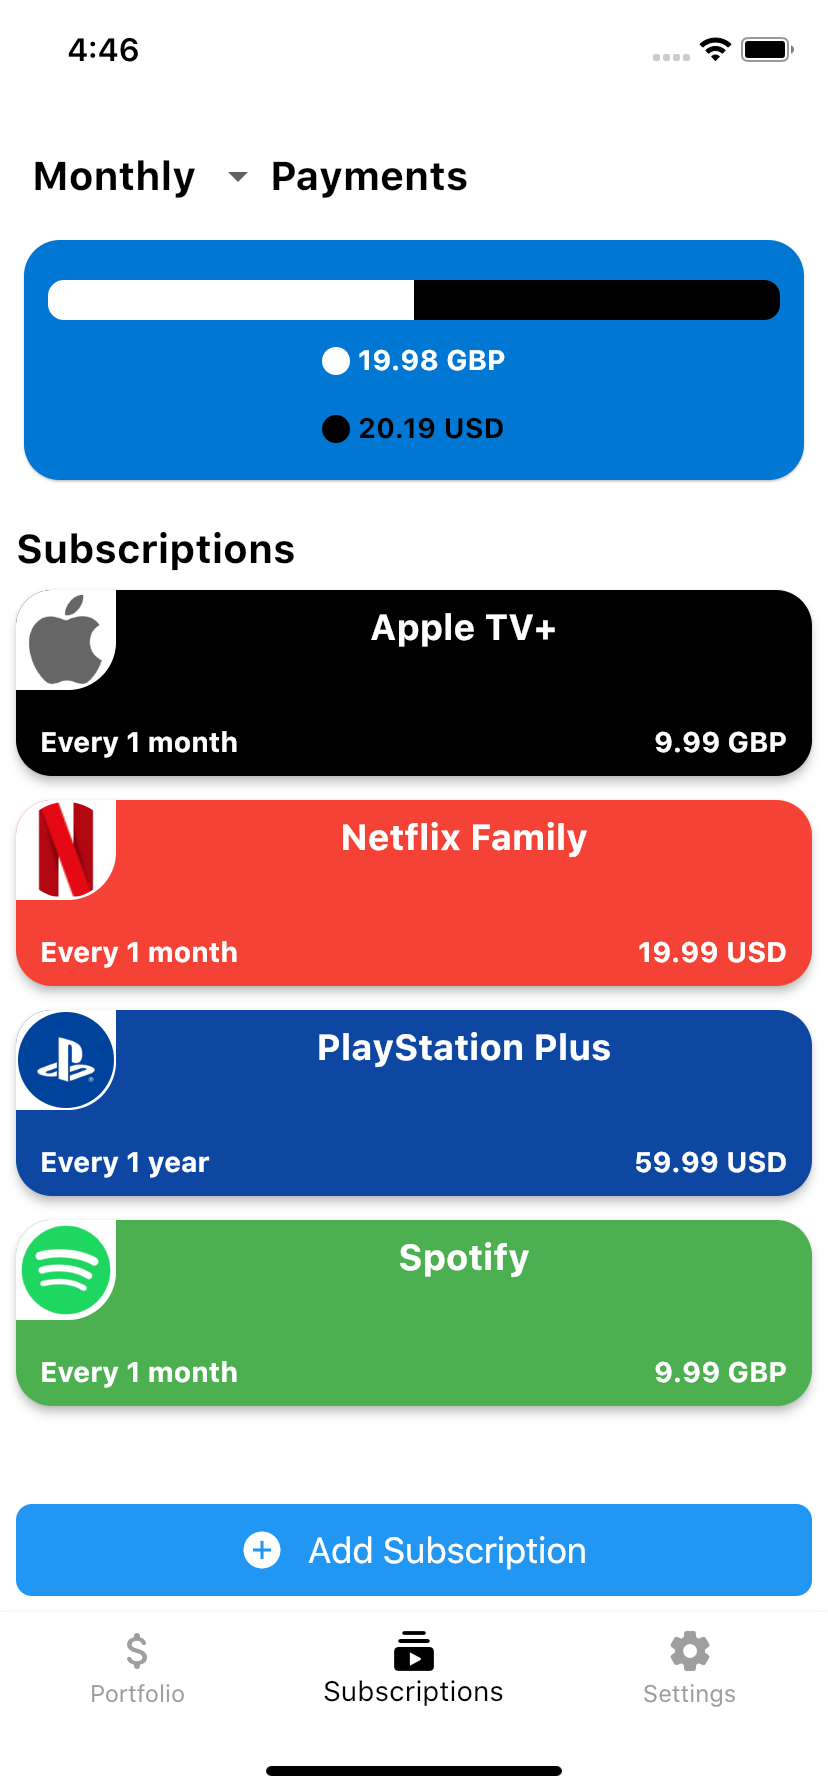 4:46
Monthly Payments
19.98 GBP
20.19 USD
Subscriptions
Apple TV+
Every 1 month 9.99 GBP
Netflix Family
Every 1 month 19.99 USD
PlayStation Plus
Every 1 year 59.99 USD
Spotify
Every 1 month 9.99 GBP
Add Subscription
Portfolio Subscriptions Settings